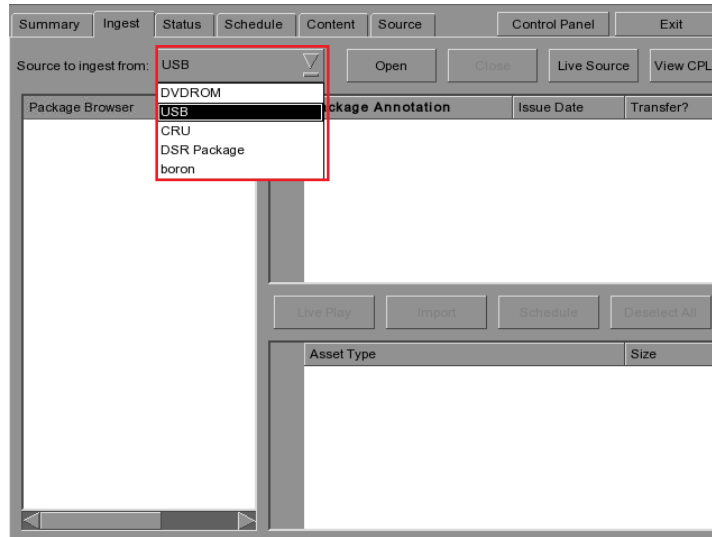 Summary Ingest Status Schedule Content Source Control Panel Exit
Source to ingest from: USB Open Close Live Source View CPL
DVDROM
Package Browser USB ckage Annotation Issue Date Transfer?
CRU
DSR Package
boron
Live Play Import Schedule Deselect All
Asset Type Size